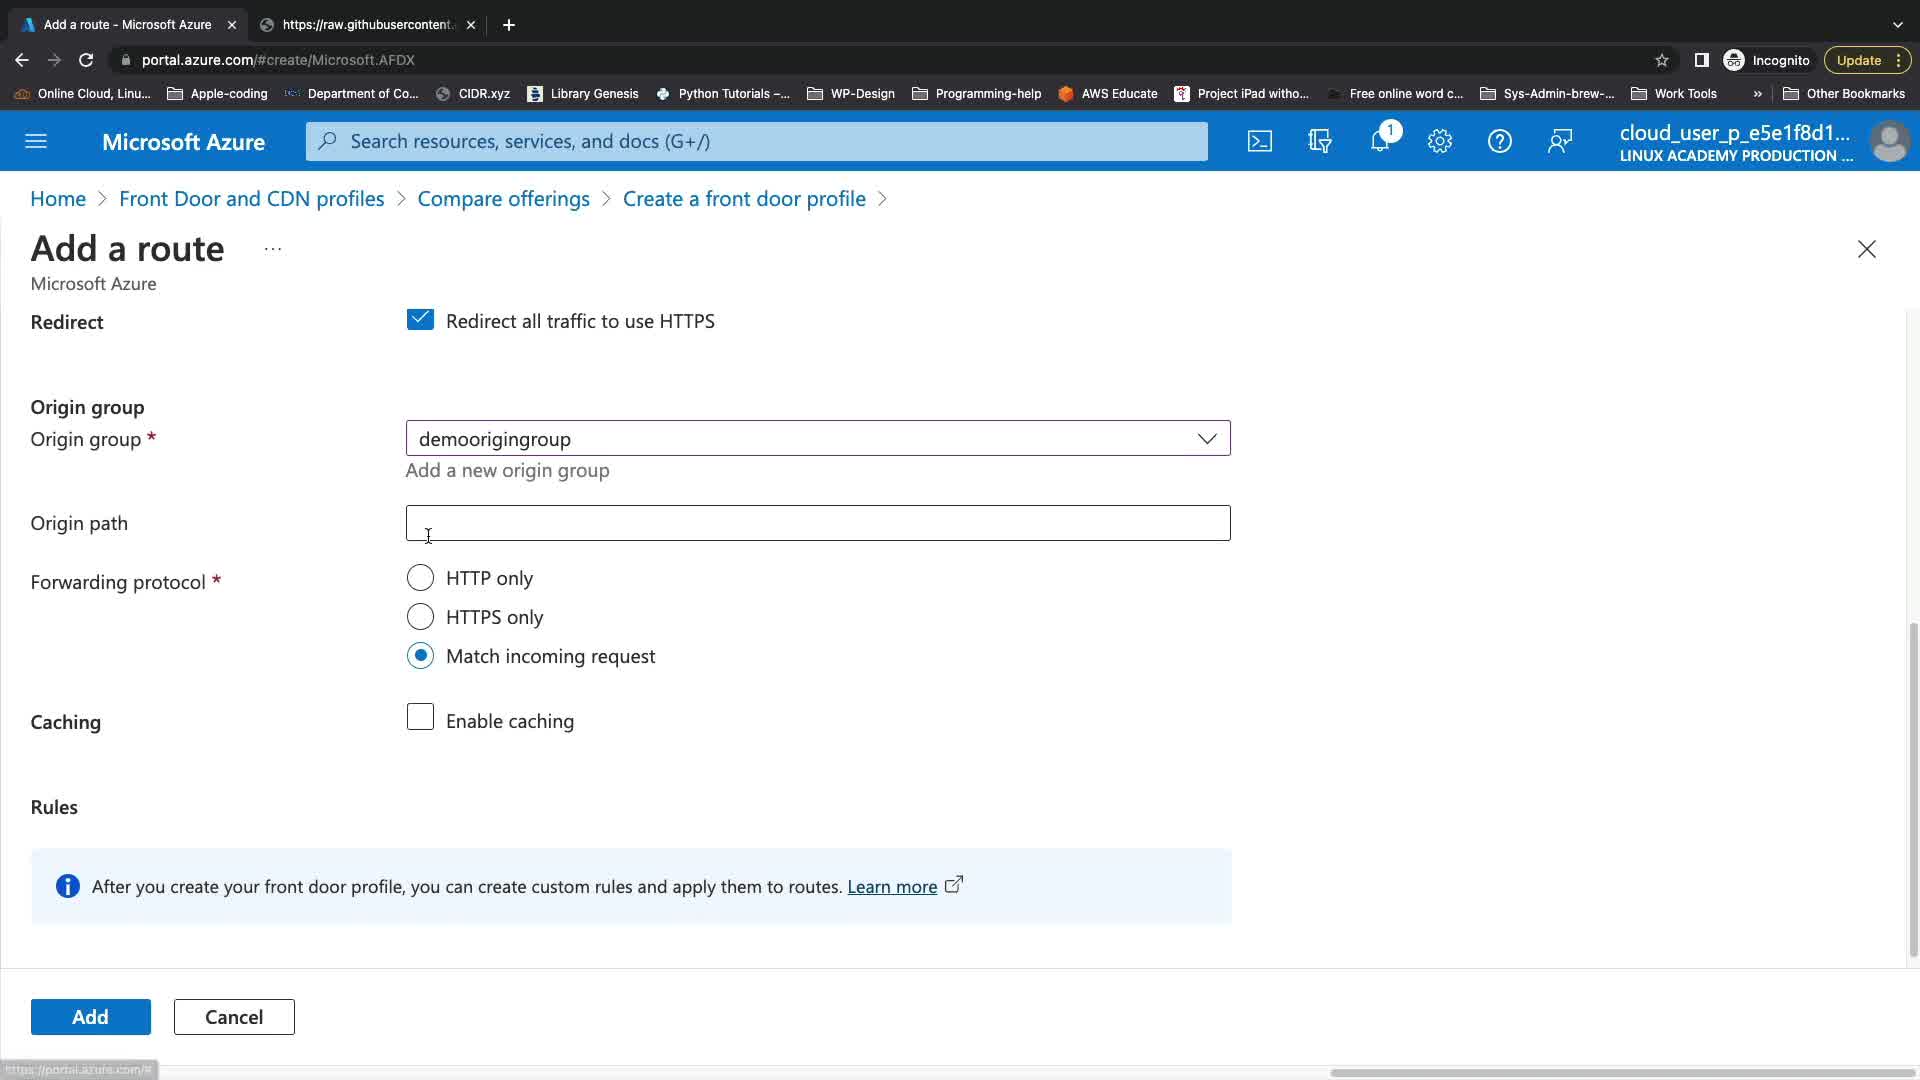 Add a route - Microsoft Azure
https://raw.githubusercontent.
portal.azure.com/#create/Microsoft.AFDX
Incognito
Update
Online Cloud, Linu...
Apple-coding
Department of Co...
CIDR.xyz
Library Genesis
Python Tutorials –...
WP-Design
Programming-help
AWS Educate
Project iPad witho...
Free online word c...
Sys-Admin-brew-...
Work Tools
»
Other Bookmarks
Microsoft Azure
Search resources, services, and docs (G+/)
1
cloud_user_p_e5e1f8d1...
LINUX ACADEMY PRODUCTION ...
Home > Front Door and CDN profiles > Compare offerings > Create a front door profile >
Add a route ...
Microsoft Azure
Redirect
Redirect all traffic to use HTTPS
Origin group
Origin group *
demoorigingroup
Add a new origin group
Origin path
Forwarding protocol *
HTTP only
HTTPS only
Match incoming request
Caching
Enable caching
Rules
After you create your front door profile, you can create custom rules and apply them to routes. Learn more
Add
Cancel
https://portal.azure.com/#